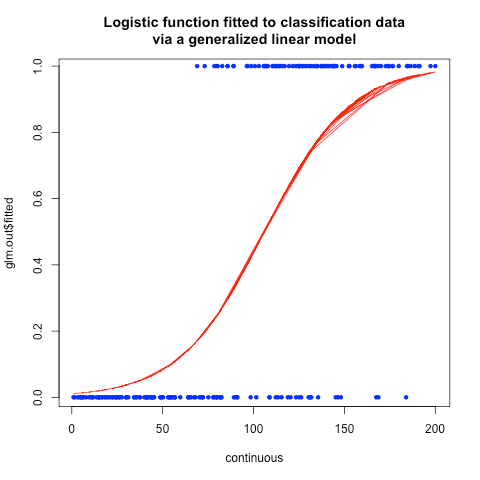 Logistic function fitted to classification data
via a generalized linear model
glm.out$fitted
1.0
0.8
0.6
0.4
0.2
0.0
0 50 100 150 200
continuous